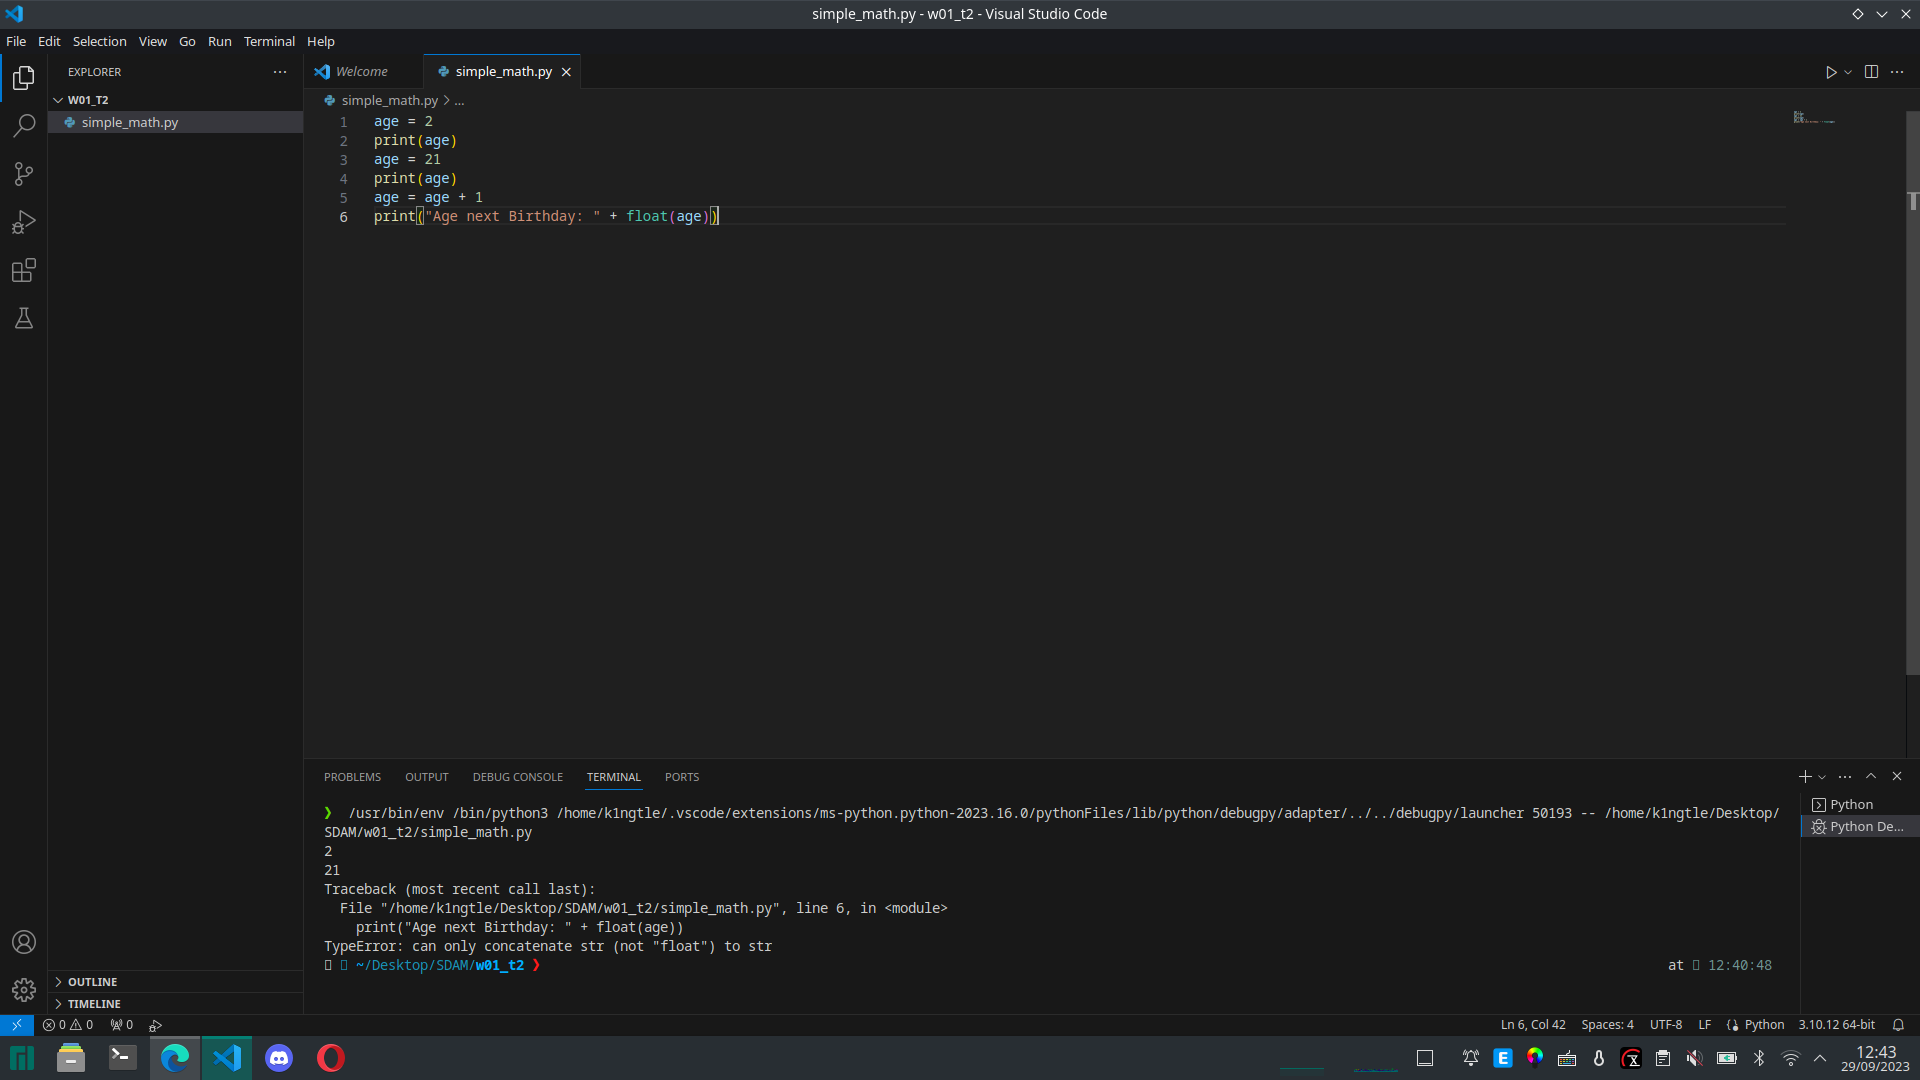 simple_math.py - w01_t2 - Visual Studio Code
File Edit Selection View Go Run Terminal Help
EXPLORER
W01_T2
simple_math.py
OUTLINE
TIMELINE
Welcome
simple_math.py
simple_math.py > ...
1 age = 2
2 print(age)
3 age = 21
4 print(age)
5 age = age + 1
6 print("Age next Birthday: " + float(age))
PROBLEMS OUTPUT DEBUG CONSOLE TERMINAL PORTS
❯ /usr/bin/env /bin/python3 /home/k1ngtle/.vscode/extensions/ms-python.python-2023.16.0/pythonFiles/lib/python/debugpy/adapter/../../debugpy/launcher 50193 -- /home/k1ngtle/Desktop/
SDAM/w01_t2/simple_math.py
2
21
Traceback (most recent call last):
File "/home/k1ngtle/Desktop/SDAM/w01_t2/simple_math.py", line 6, in <module>
print("Age next Birthday: " + float(age))
TypeError: can only concatenate str (not "float") to str
~/Desktop/SDAM/w01_t2 ❯ at 12:40:48
Python
Python De...
0 0 0
Ln 6, Col 42 Spaces: 4 UTF-8 LF Python 3.10.12 64-bit
E
12:43
29/09/2023